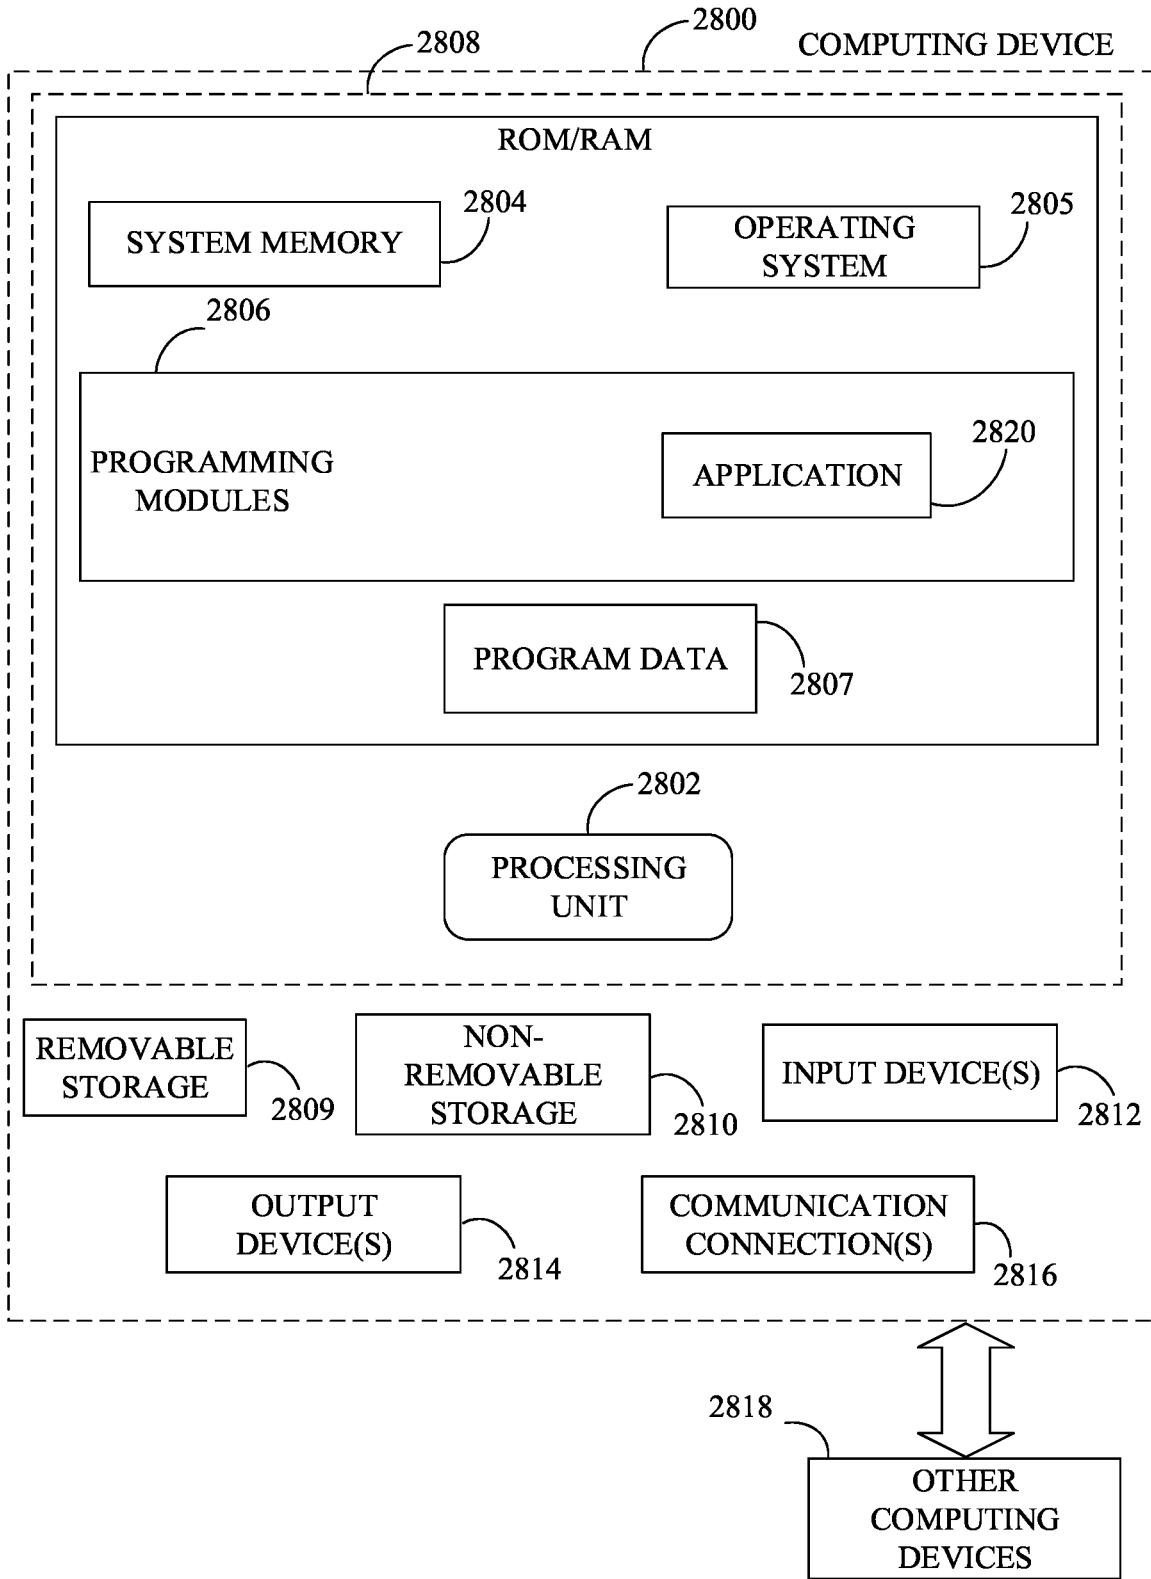 2800
COMPUTING DEVICE
2808
ROM/RAM
SYSTEM MEMORY
2804
OPERATING
SYSTEM
2805
2806
PROGRAMMING
MODULES
APPLICATION
2820
PROGRAM DATA
2807
2802
PROCESSING
UNIT
REMOVABLE
STORAGE
2809
NON-
REMOVABLE
STORAGE
2810
INPUT DEVICE(S)
2812
OUTPUT
DEVICE(S)
2814
COMMUNICATION
CONNECTION(S)
2816
2818
OTHER
COMPUTING
DEVICES